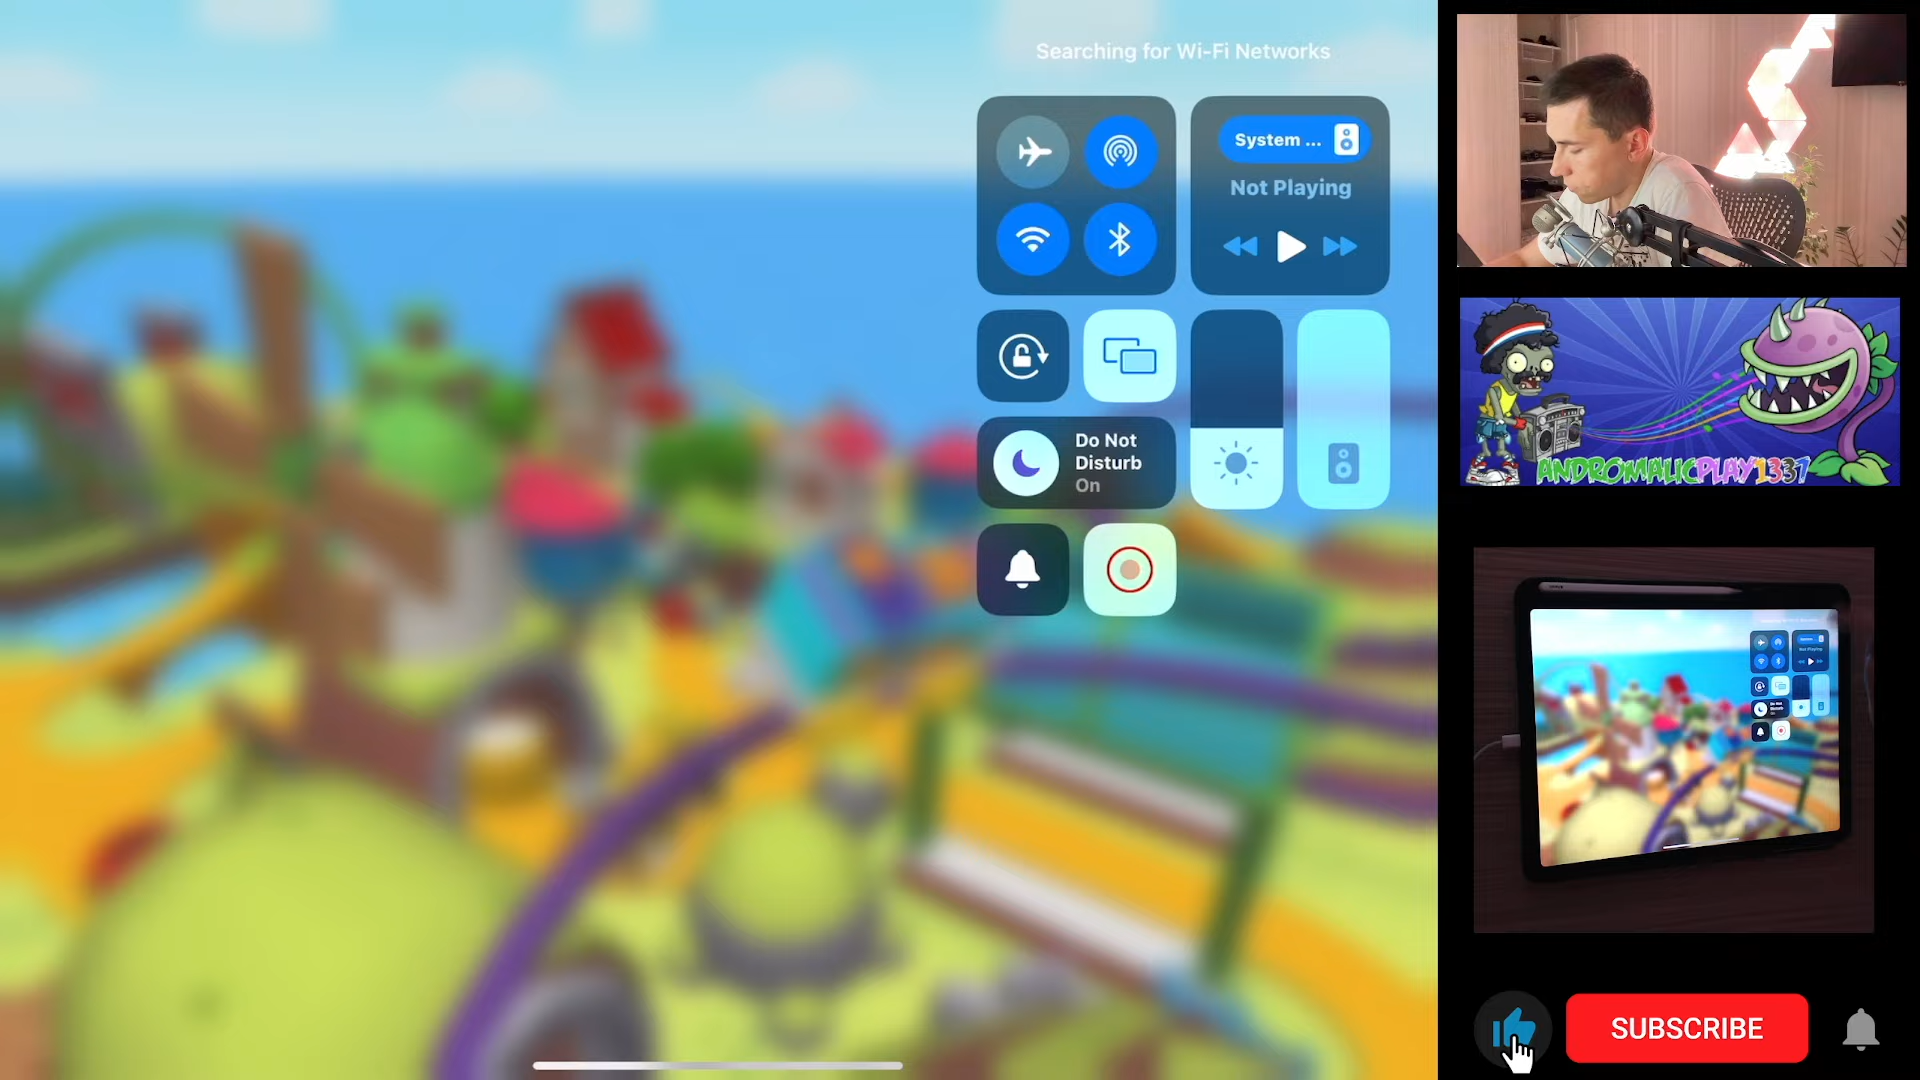 Searching for Wi-Fi Networks
System ...
Not Playing
Do Not
Disturb
On
ANDROMALICPLAY1337
SUBSCRIBE